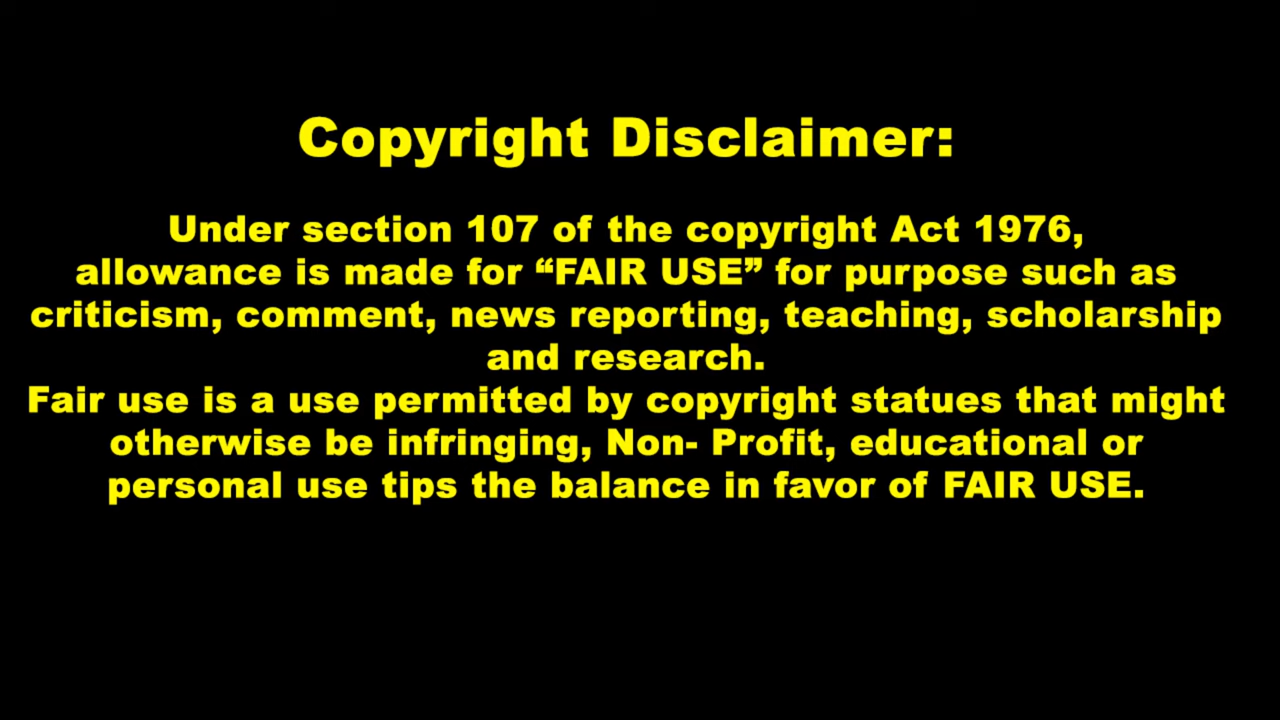 Copyright Disclaimer:
Under section 107 of the copyright Act 1976,
allowance is made for “FAIR USE” for purpose such as
criticism, comment, news reporting, teaching, scholarship
and research.
Fair use is a use permitted by copyright statues that might
otherwise be infringing, Non- Profit, educational or
personal use tips the balance in favor of FAIR USE.